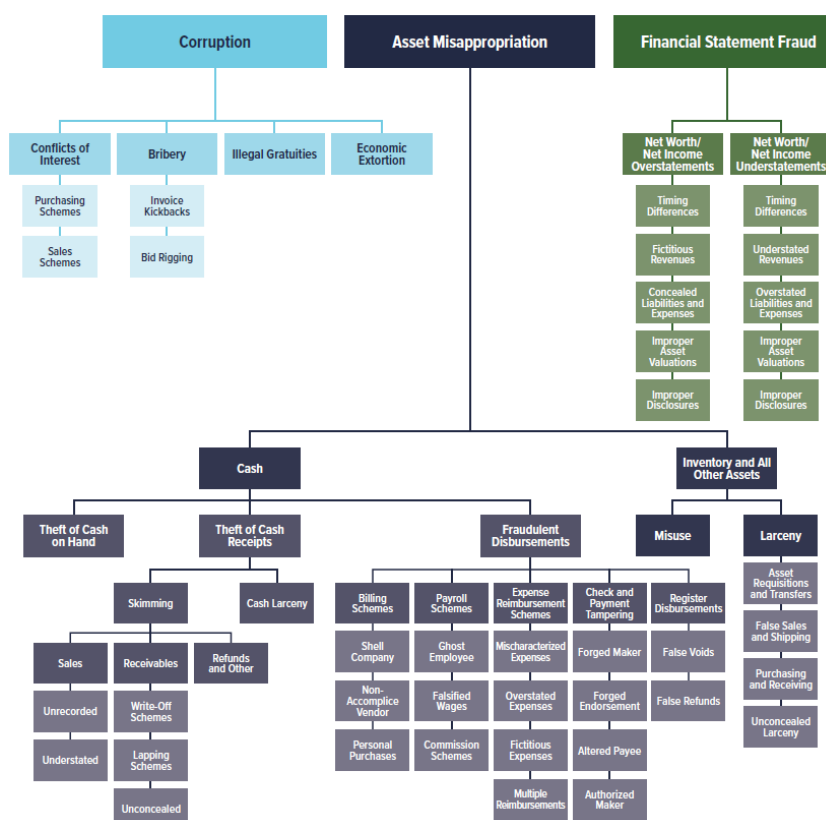 Corruption
Asset Misappropriation
Financial Statement Fraud
Conflicts of
Interest
Bribery
Illegal Gratuities
Economic
Extortion
Net Worth/
Net Income
Overstatements
Net Worth/
Net Income
Understatements
Purchasing
Schemes
Invoice
Kickbacks
Timing
Differences
Timing
Differences
Sales
Schemes
Bid Rigging
Fictitious
Revenues
Understated
Revenues
Concealed
Liabilities and
Expenses
Overstated
Liabilities and
Expenses
Improper
Asset
Valuations
Improper
Asset
Valuations
Improper
Disclosures
Improper
Disclosures
Cash
Inventory and All
Other Assets
Theft of Cash
on Hand
Theft of Cash
Receipts
Fraudulent
Disbursements
Misuse
Larceny
Skimming
Cash Larceny
Billing
Schemes
Payroll
Schemes
Expense
Reimbursement
Schemes
Check and
Payment
Tampering
Register
Disbursements
Asset
Requisitions
and Transfers
Sales
Receivables
Refunds
and Other
Shell
Company
Ghost
Employee
Mischaracterized
Expenses
Forged Maker
False Voids
False Sales
and Shipping
Unrecorded
Write-Off
Schemes
Non-
Accomplice
Vendor
Falsified
Wages
Overstated
Expenses
Forged
Endorsement
False Refunds
Purchasing
and Receiving
Understated
Lapping
Schemes
Personal
Purchases
Commission
Schemes
Fictitious
Expenses
Altered Payee
Unconcealed
Larceny
Unconcealed
Multiple
Reimbursements
Authorized
Maker